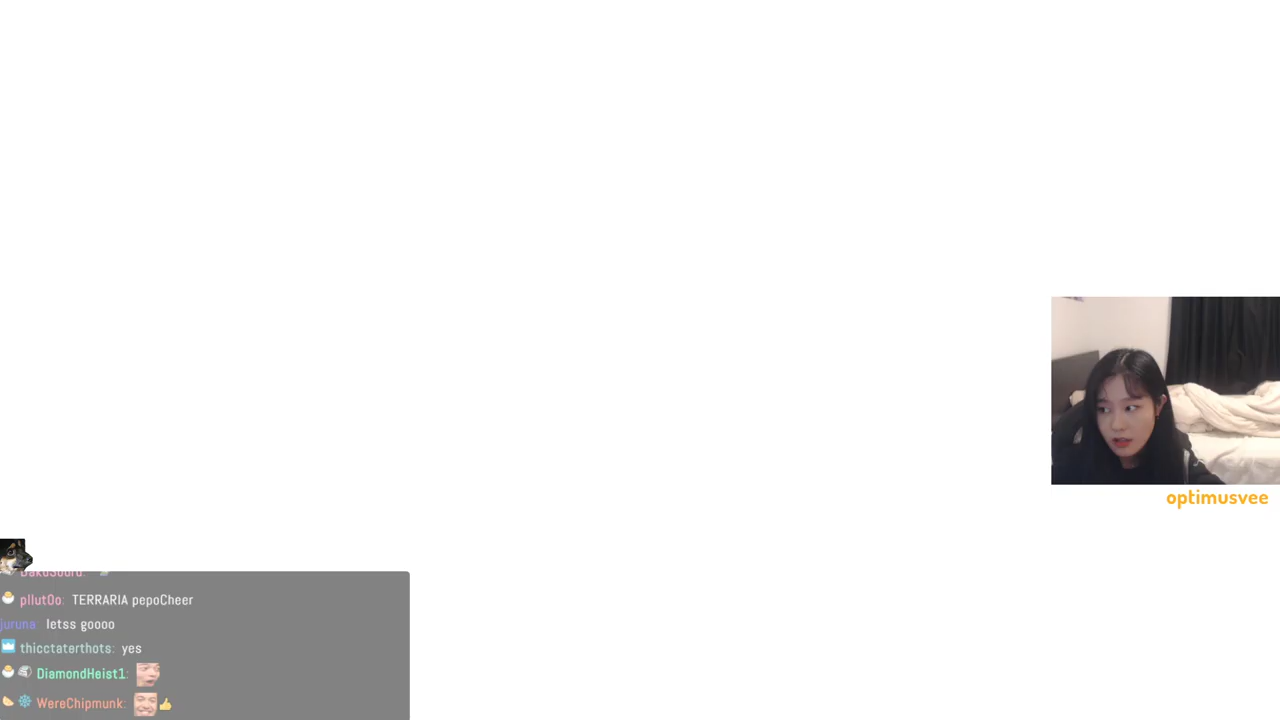 optimusvee
pllut0o: TERRARIA pepoCheer
juruna: letss goooo
thicctaterthots: yes
DiamondHeist1:
WereChipmunk: